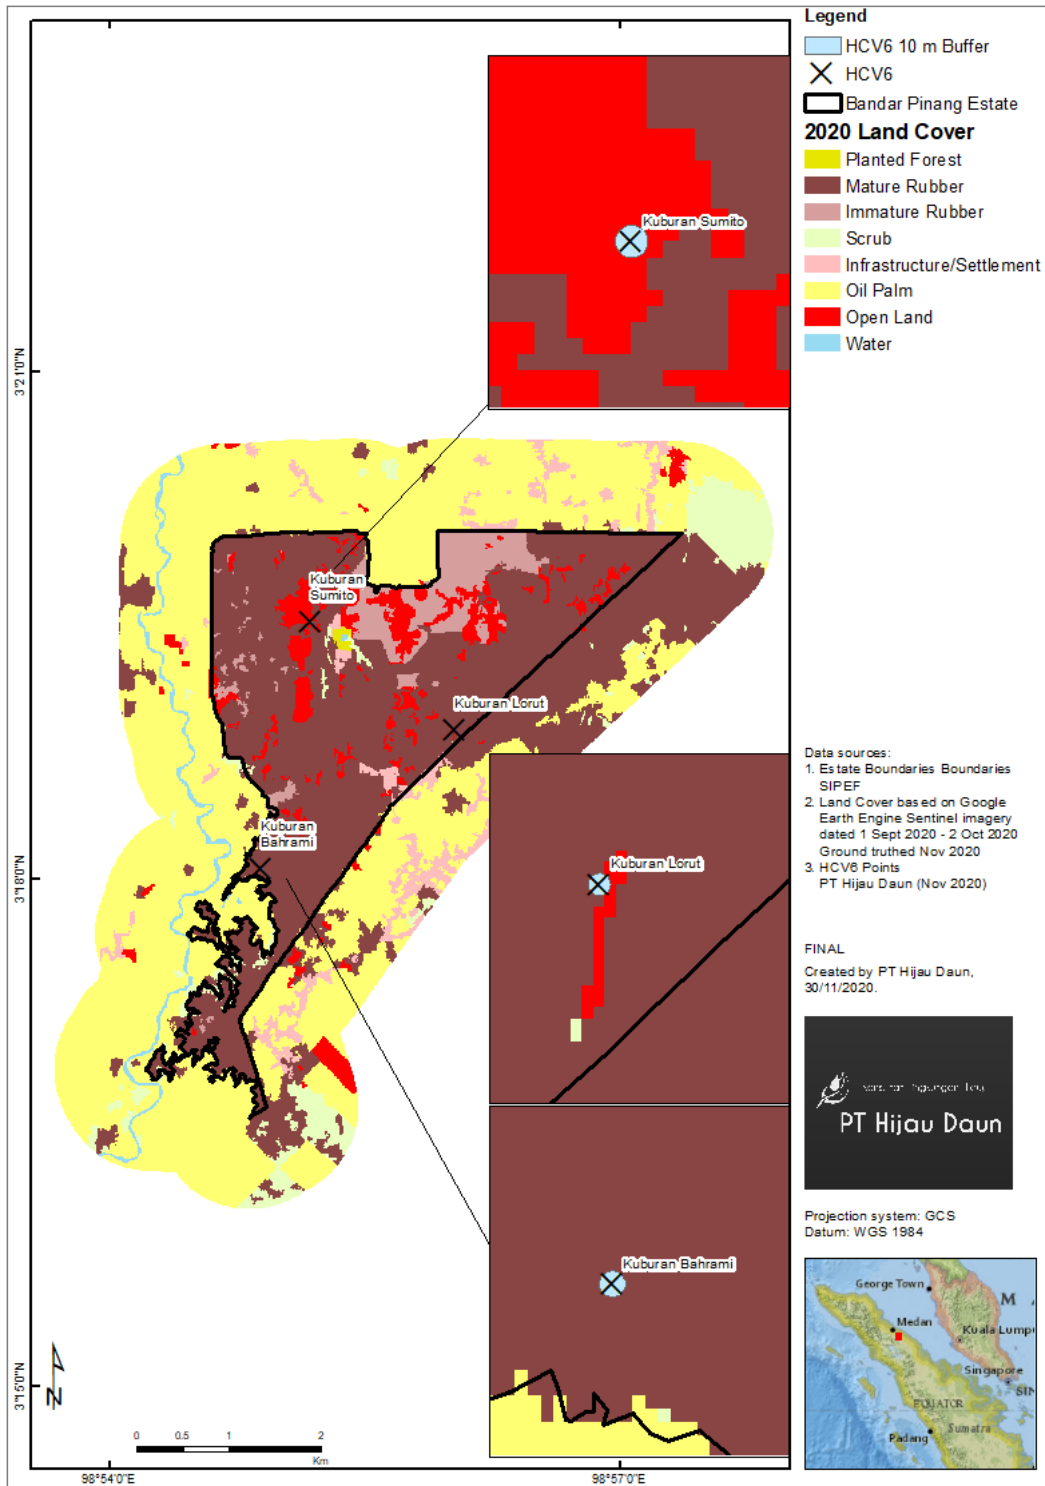 Legend
HCV6 10 m Buffer
HCV6
Bandar Pinang Estate
2020 Land Cover
Planted Forest
Mature Rubber
Immature Rubber
Scrub
Infrastructure/Settlement
Oil Palm
Open Land
Water
Kuburan Sumito
3°21'0"N
Kuburan
Sumito
Kuburan Lorut
Kuburan
Bahrami
3°18'0"N
Kuburan Lorut
Kuburan Bahrami
3°15'0"N
Data sources:
1. Estate Boundaries Boundaries
SIPEF
2. Land Cover based on Google
Earth Engine Sentinel imagery
dated 1 Sept 2020 - 2 Oct 2020
Ground truthed Nov 2020
3. HCV6 Points
PT Hijau Daun (Nov 2020)
FINAL
Created by PT Hijau Daun,
30/11/2020.
PT Hijau Daun
Projection system: GCS
Datum: WGS 1984
George Town
M
Medan
Kuala Lump
Singapore
SIN
EQUATOR
Sumatra
Padang
N
0 0.5 1 2
Km
98°54'0"E
98°57'0"E